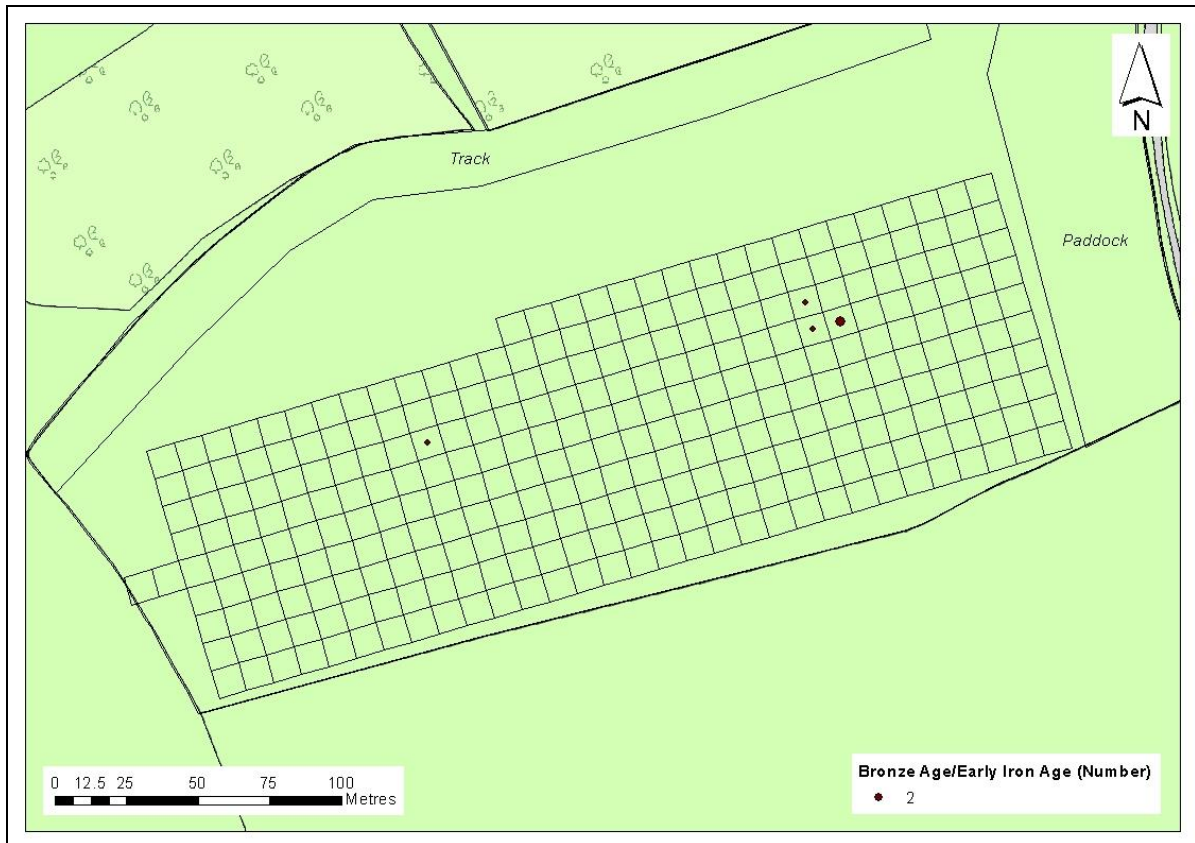 N
Track
Paddock
0 12.5 25 50 75 100
Metres
Bronze Age/Early Iron Age (Number)
2